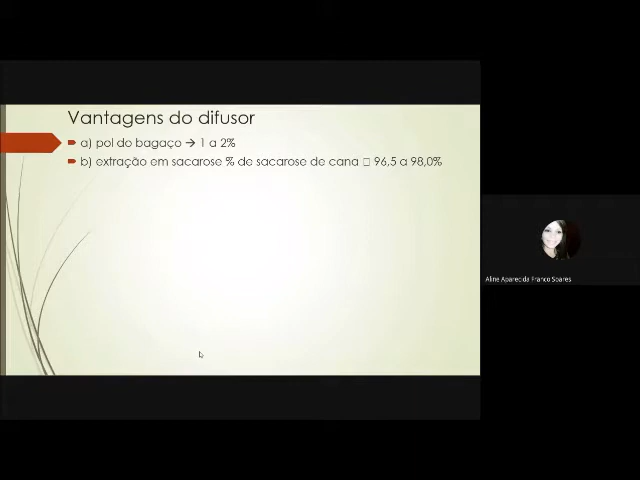 Vantagens do difusor
a) pol do bagaço → 1 a 2%
b) extração em sacarose % de sacarose de cana □ 96,5 a 98,0%
Aline Aparecida Franco Soares